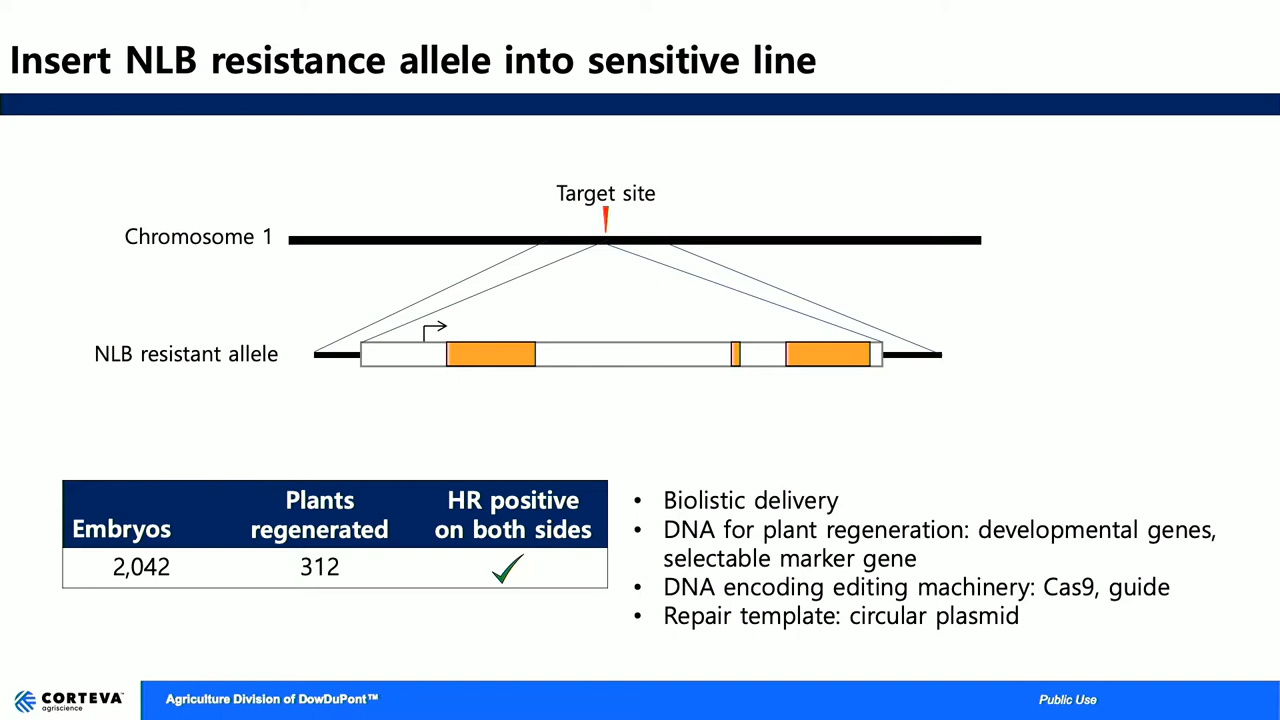 Insert NLB resistance allele into sensitive line
Target site
Chromosome 1
NLB resistant allele
Embryos
Plants
regenerated
HR positive
on both sides
2,042
312
• Biolistic delivery
• DNA for plant regeneration: developmental genes,
selectable marker gene
• DNA encoding editing machinery: Cas9, guide
• Repair template: circular plasmid
CORTEVA™
agriscience
Agriculture Division of DowDuPont™
Public Use